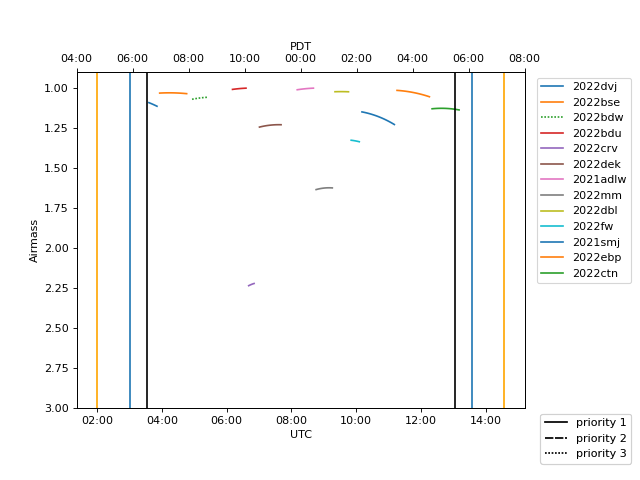 PDT
04:00 06:00 08:00 10:00 00:00 02:00 04:00 06:00 08:00
1.00
1.25
1.50
1.75
2.00
2.25
2.50
2.75
3.00
Airmass
02:00 04:00 06:00 08:00 10:00 12:00 14:00
UTC
2022dvj
2022bse
2022bdw
2022bdu
2022crv
2022dek
2021adlw
2022mm
2022dbl
2022fw
2021smj
2022ebp
2022ctn
priority 1
priority 2
priority 3